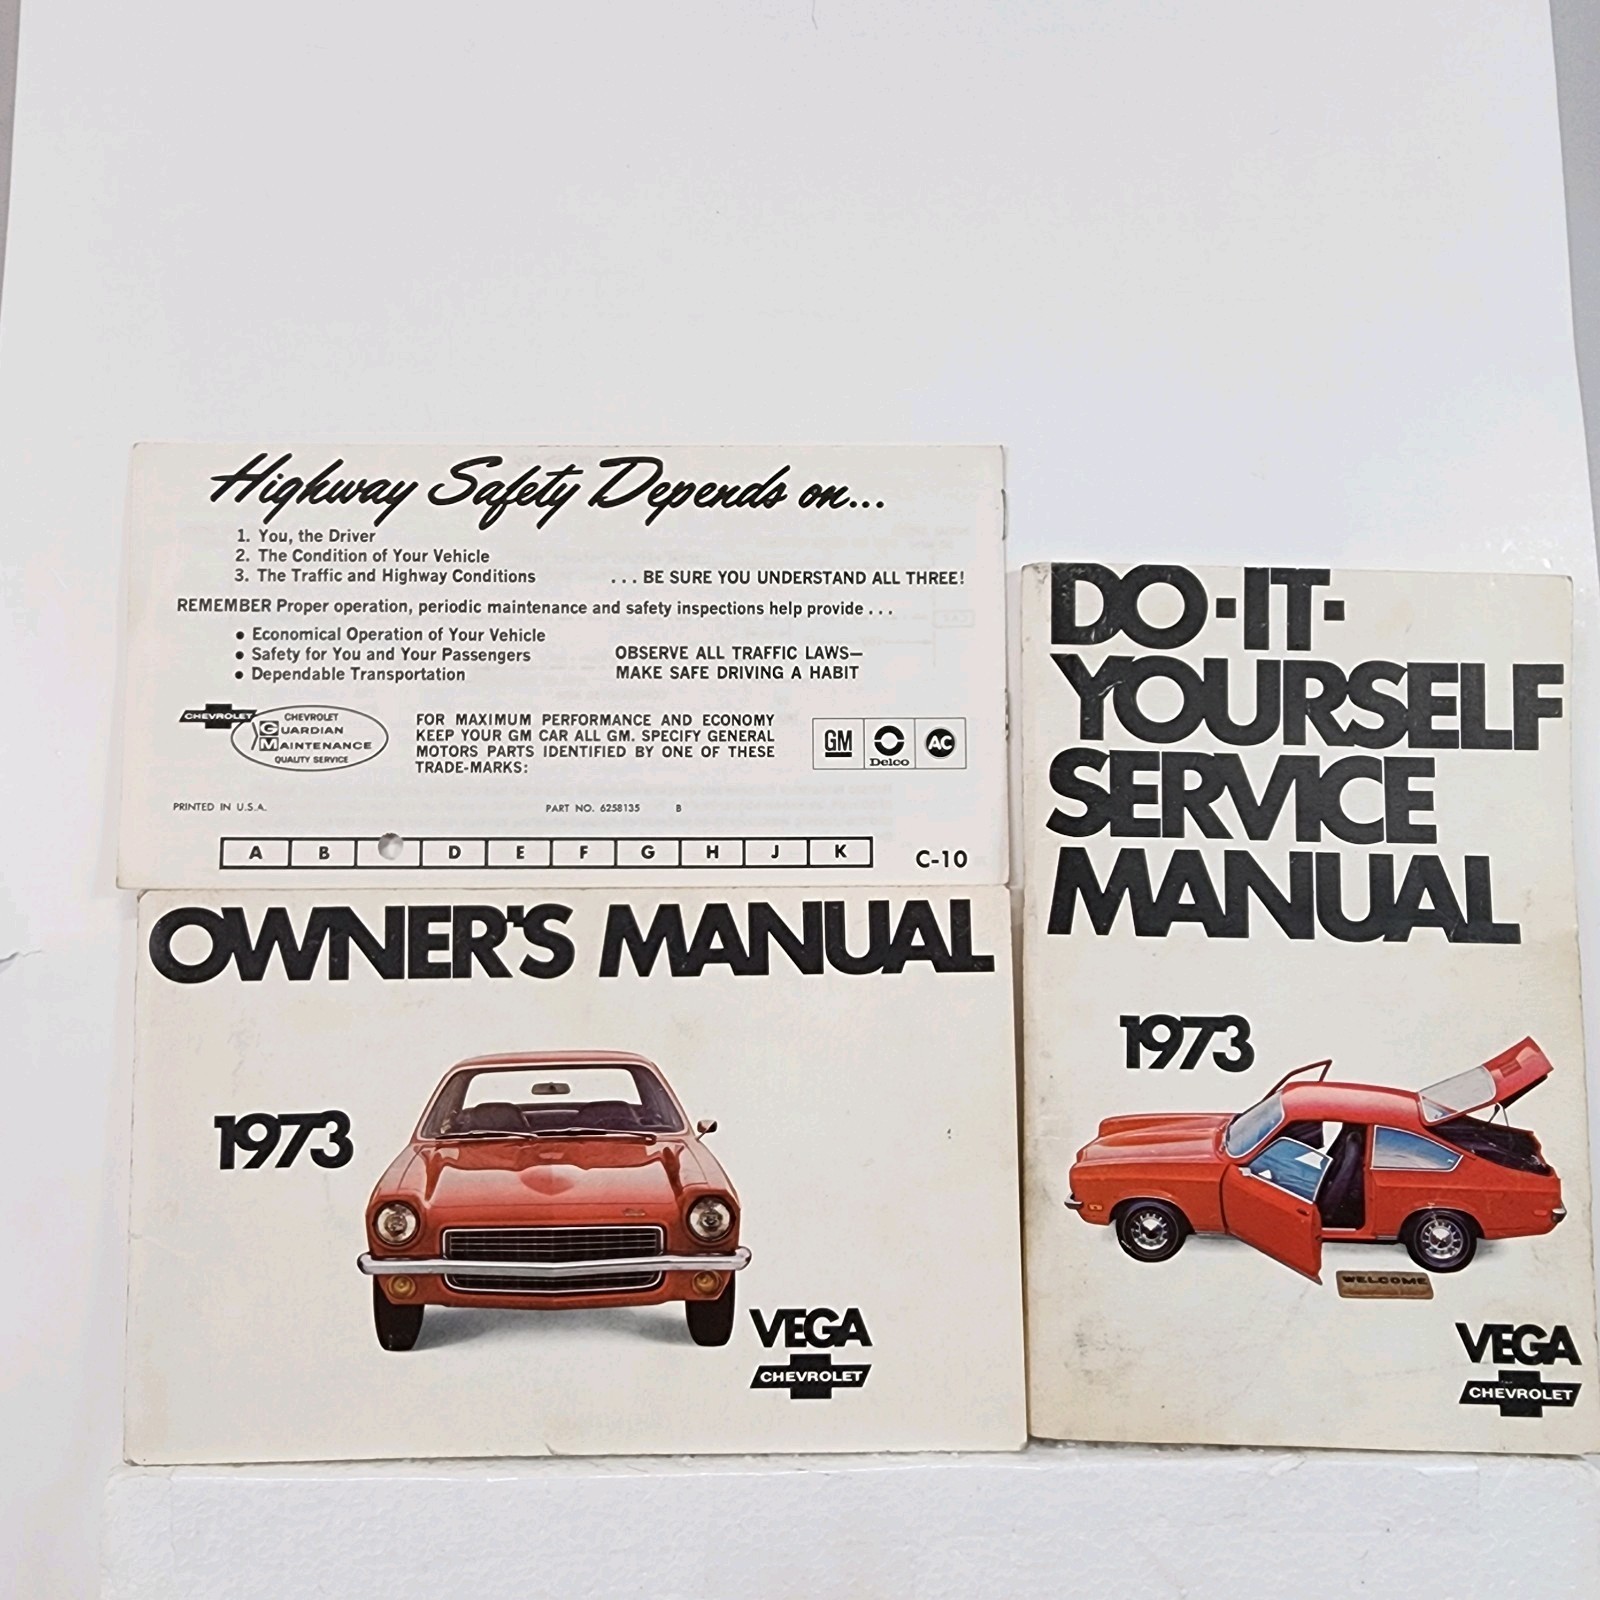 Highway Safety Depends on...
1. You, the Driver
2. The Condition of Your Vehicle
3. The Traffic and Highway Conditions ... BE SURE YOU UNDERSTAND ALL THREE!
REMEMBER Proper operation, periodic maintenance and safety inspections help provide ...
• Economical Operation of Your Vehicle
• Safety for You and Your Passengers
• Dependable Transportation
OBSERVE ALL TRAFFIC LAWS—
MAKE SAFE DRIVING A HABIT
CHEVROLET
CHEVROLET
GUARDIAN
MAINTENANCE
QUALITY SERVICE
FOR MAXIMUM PERFORMANCE AND ECONOMY
KEEP YOUR GM CAR ALL GM. SPECIFY GENERAL
MOTORS PARTS IDENTIFIED BY ONE OF THESE
TRADE-MARKS:
GM
Delco
AC
PRINTED IN U.S.A. PART NO. 6258135 B
A B D E F G H J K
C-10
OWNER'S MANUAL
1973
VEGA
CHEVROLET
DO-IT-
YOURSELF
SERVICE
MANUAL
1973
WELCOME
VEGA
CHEVROLET